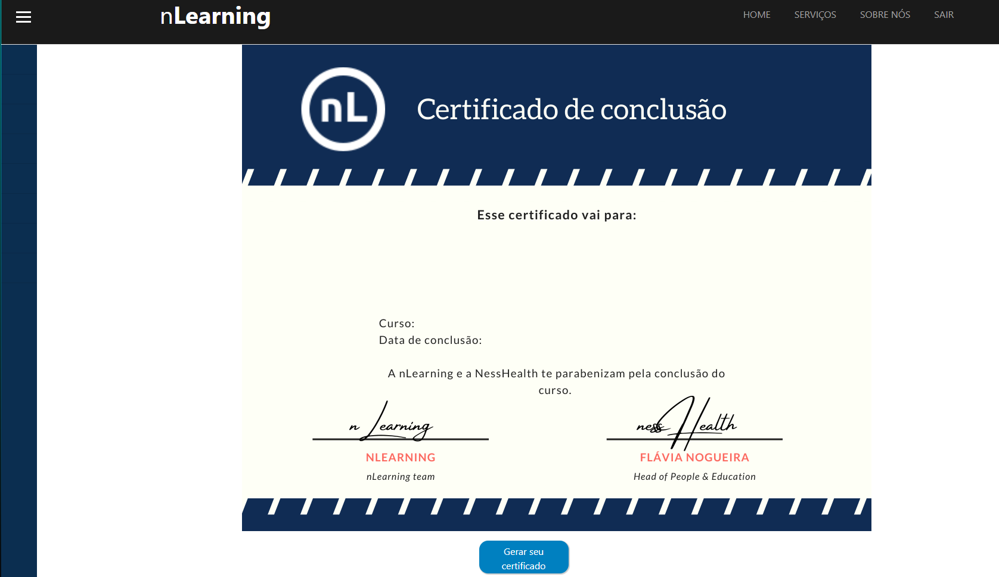 nLearning
HOME SERVIÇOS SOBRE NÓS SAIR
nL
Certificado de conclusão
Esse certificado vai para:
Curso:
Data de conclusão:
A nLearning e a NessHealth te parabenizam pela conclusão do
curso.
n Learning
ness Health
NLEARNING
FLÁVIA NOGUEIRA
nLearning team
Head of People & Education
Gerar seu
certificado